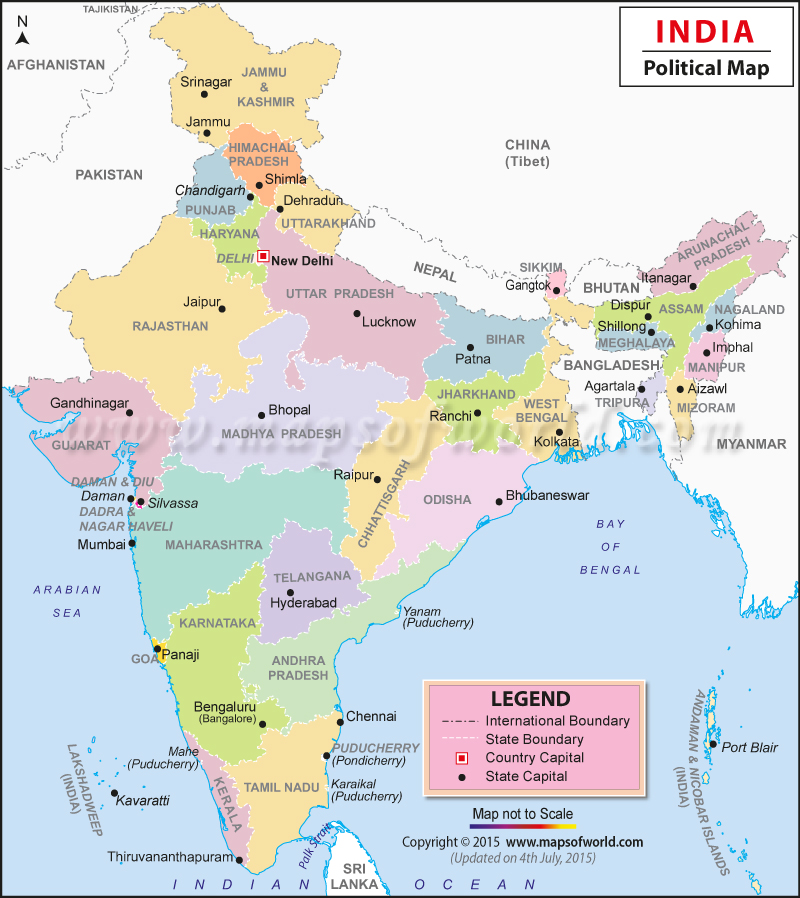 TAJIKISTAN
N
INDIA
Political Map
AFGHANISTAN
JAMMU
&
KASHMIR
Srinagar
Jammu
CHINA
(Tibet)
PAKISTAN
HIMACHAL
PRADESH
Shimla
Chandigarh
PUNJAB
Dehradun
UTTARAKHAND
HARYANA
DELHI
New Delhi
NEPAL
SIKKIM
Gangtok
BHUTAN
ARUNACHAL
PRADESH
Itanagar
Jaipur
RAJASTHAN
UTTAR PRADESH
Lucknow
Dispur
ASSAM
NAGALAND
Shillong
Kohima
MEGHALAYA
BIHAR
Patna
Imphal
MANIPUR
BANGLADESH
Agartala
TRIPURA
Aizawl
MIZORAM
MYANMAR
Gandhinagar
GUJARAT
Bhopal
MADHYA PRADESH
JHARKHAND
Ranchi
WEST
BENGAL
Kolkata
www.mapsofworld.com
DAMAN & DIU
Daman
Silvassa
DADRA &
NAGAR HAVELI
Raipur
CHHATTISGARH
ODISHA
Bhubaneswar
Mumbai
MAHARASHTRA
BAY
OF
BENGAL
ARABIAN
SEA
TELANGANA
Hyderabad
Yanam
(Puducherry)
KARNATAKA
GOA
Panaji
ANDHRA
PRADESH
Bengaluru
(Bangalore)
Chennai
LEGEND
International Boundary
State Boundary
Country Capital
State Capital
Mahe
(Puducherry)
PUDUCHERRY
(Pondicherry)
Karaikal
(Puducherry)
TAMIL NADU
KERALA
LAKSHADWEEP
(INDIA)
Kavaratti
ANDAMAN & NICOBAR ISLANDS
(INDIA)
Port Blair
Map not to Scale
Copyright © 2015 www.mapsofworld.com
(Updated on 4th July, 2015)
Thiruvananthapuram
Palk Strait
SRI
LANKA
INDIAN OCEAN